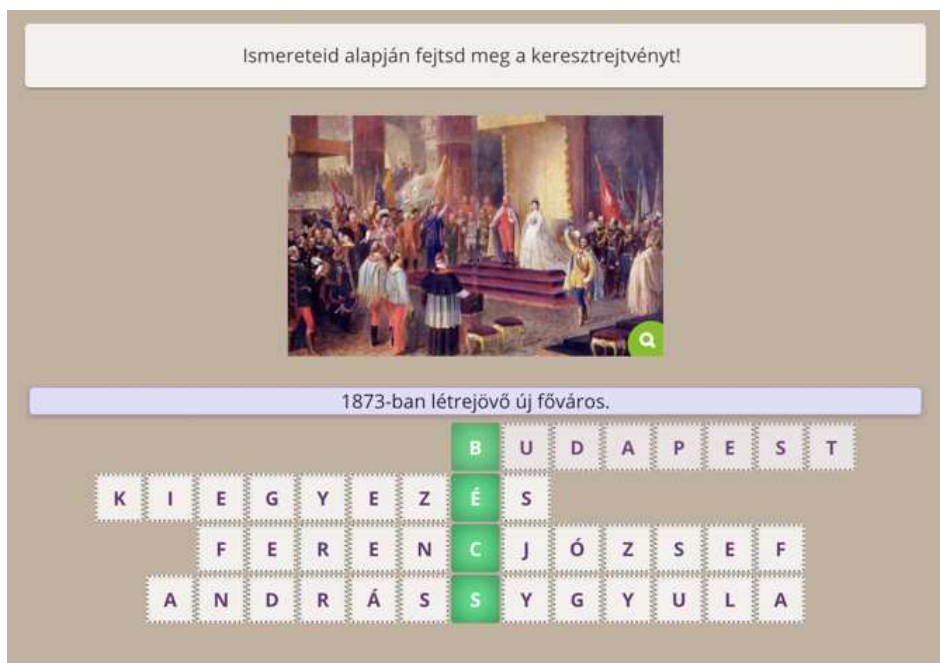 Ismereteid alapján fejtsd meg a keresztrejtvényt!
1873-ban létrejövő új főváros.
B U D A P E S T
K I E G Y E Z É S
F E R E N C J Ó Z S E F
A N D R Á S S Y G Y U L A